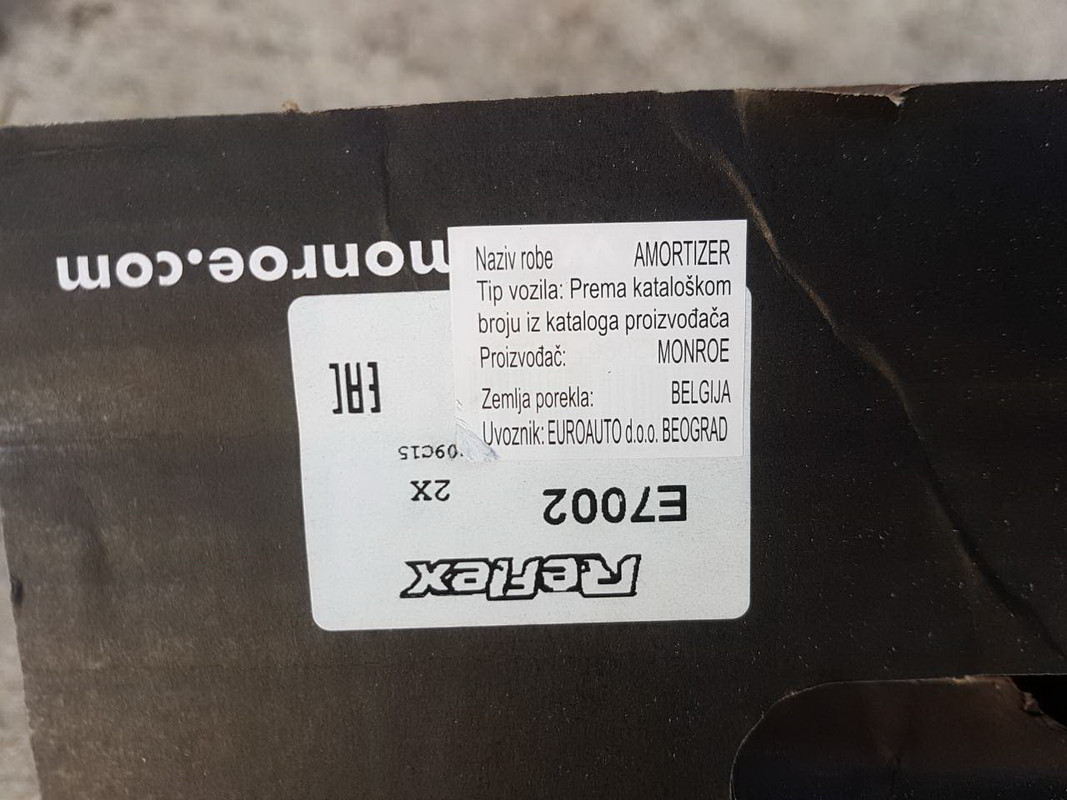 monroe.com
Naziv robe AMORTIZER
Tip vozila: Prema kataloškom
broju iz kataloga proizvođača
Proizvođač: MONROE
Zemlja porekla: BELGIJA
Uvoznik: EUROAUTO d.o.o. BEOGRAD
Reflex
E7002 2X
09C15
EAC